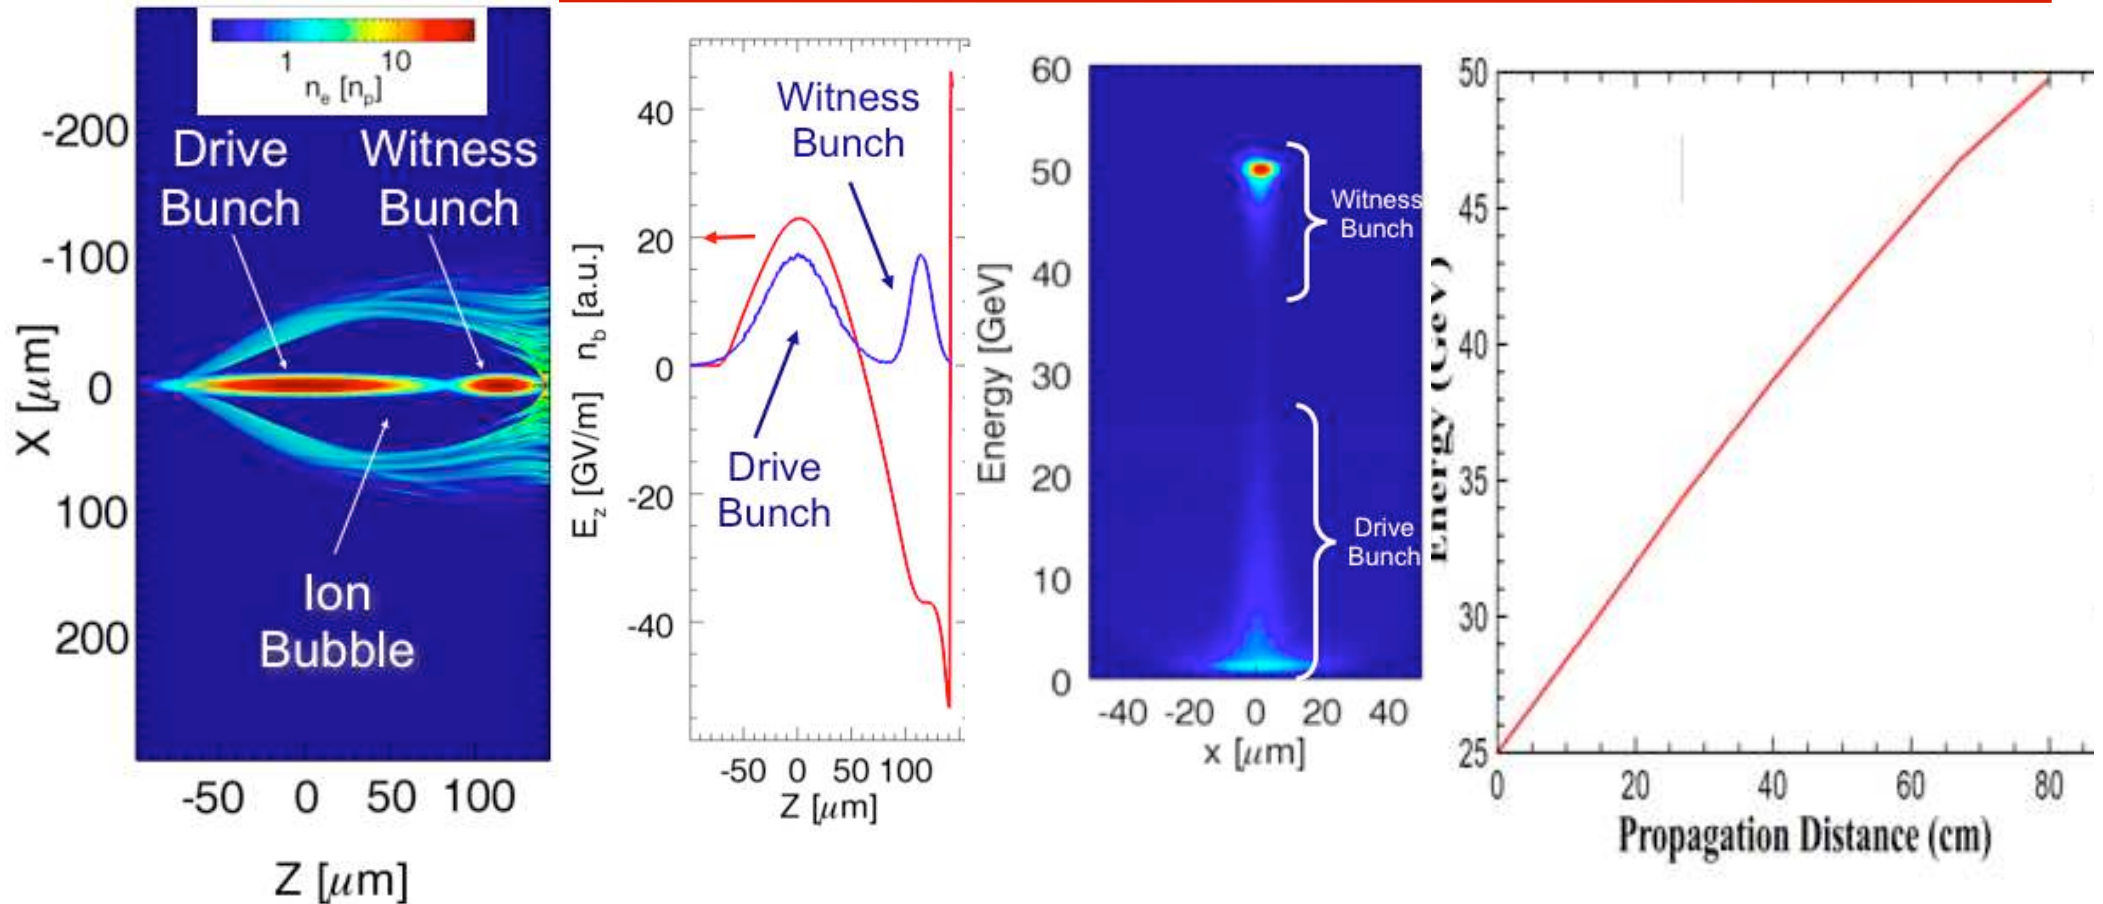 1 10
n_e [n_p]
-200
-100
0
100
200
X [μm]
Drive
Bunch
Witness
Bunch
Ion
Bubble
-50 0 50 100
Z [μm]
E_z [GV/m] n_b [a.u.]
40
20
0
-20
-40
Witness
Bunch
Drive
Bunch
-50 0 50 100
Z [μm]
Energy [GeV]
60
50
40
30
20
10
0
Witness
Bunch
Drive
Bunch
-40 -20 0 20 40
x [μm]
Energy (GeV)
50
45
40
35
30
25
0 20 40 60 80
Propagation Distance (cm)